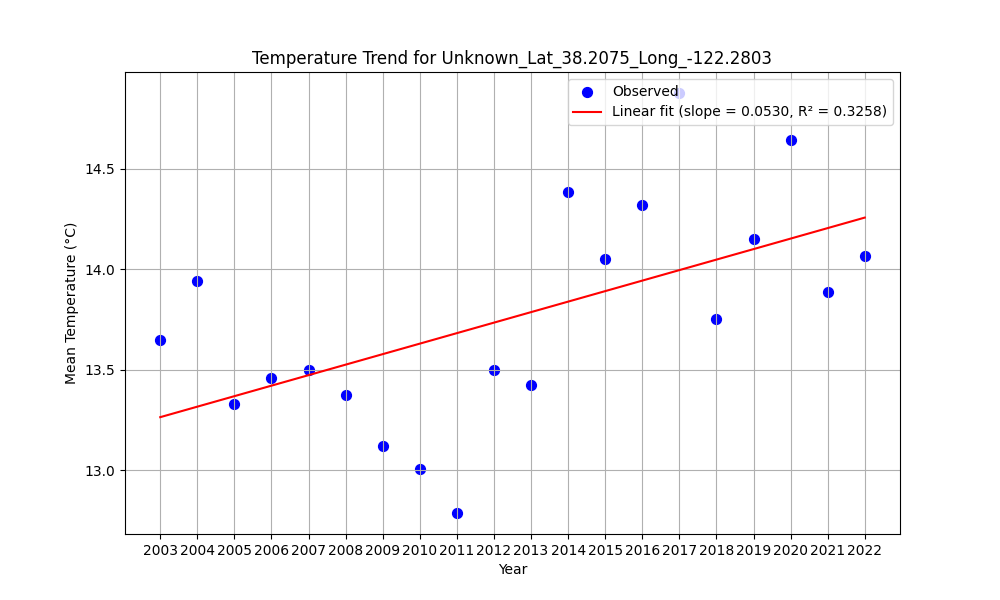 Temperature Trend for Unknown_Lat_38.2075_Long_-122.2803
Observed
Linear fit (slope = 0.0530, R² = 0.3258)
Mean Temperature (°C)
14.5
14.0
13.5
13.0
2003 2004 2005 2006 2007 2008 2009 2010 2011 2012 2013 2014 2015 2016 2017 2018 2019 2020 2021 2022
Year